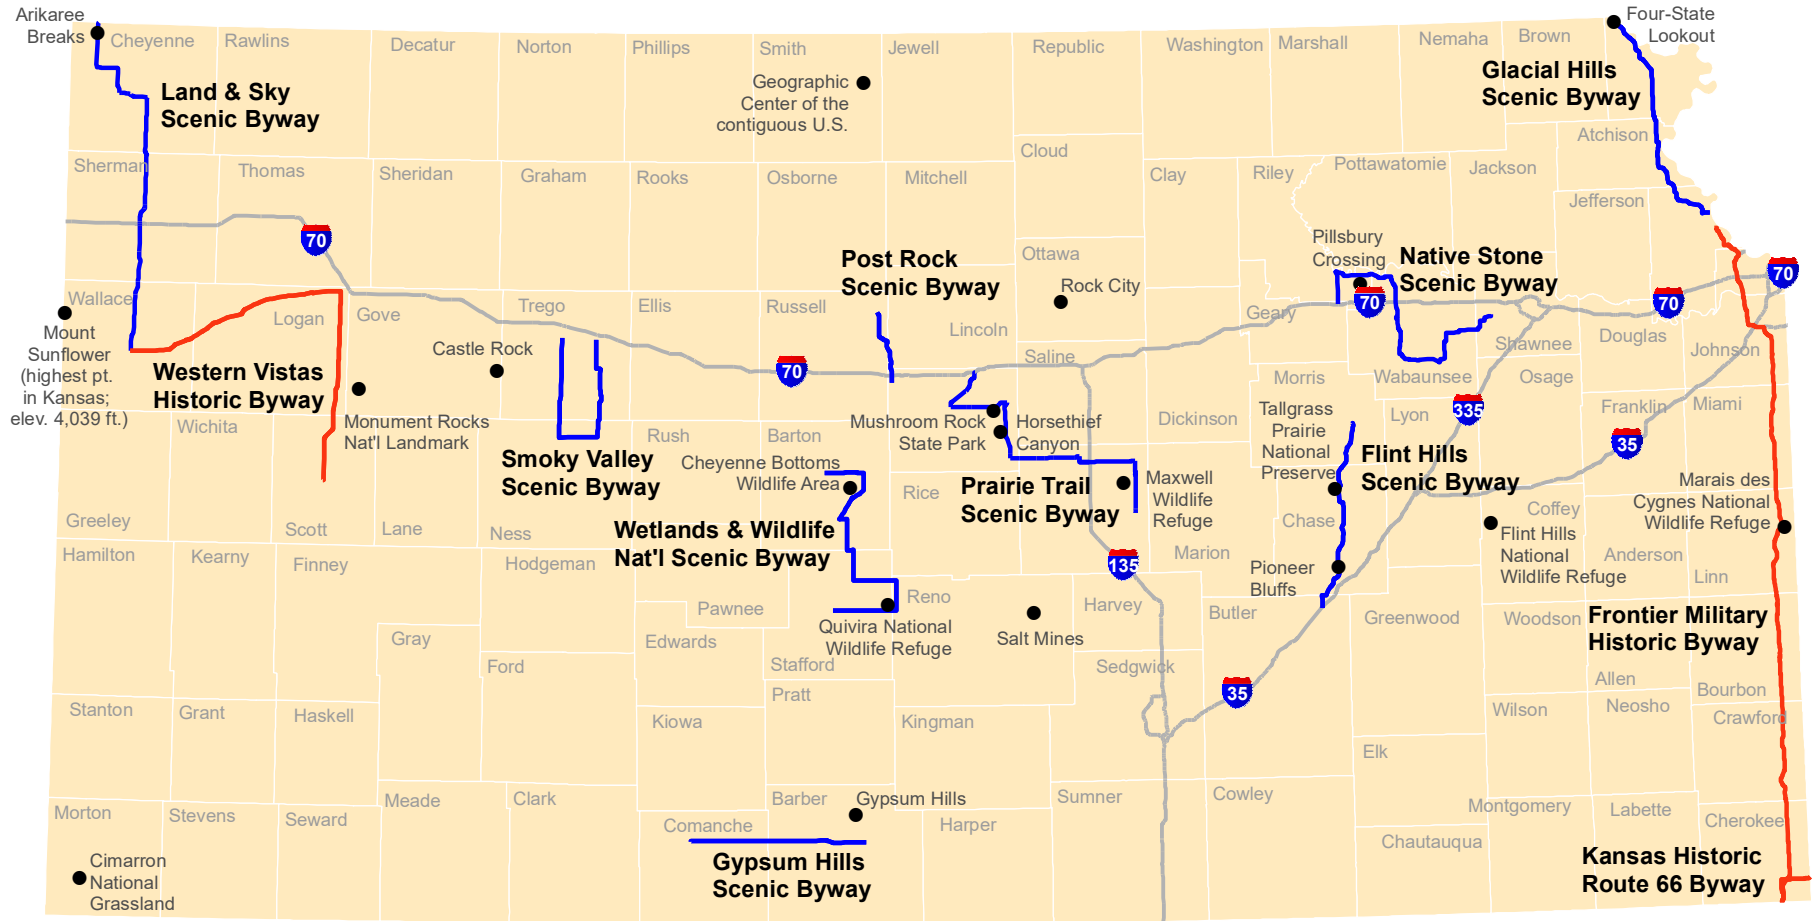 Arikaree
Breaks
Cheyenne
Rawlins
Decatur
Norton
Phillips
Smith
Jewell
Republic
Washington
Marshall
Nemaha
Brown
Four-State
Lookout
Land & Sky
Scenic Byway
Geographic
Center of the
contiguous U.S.
Glacial Hills
Scenic Byway
Sherman
Thomas
Sheridan
Graham
Rooks
Osborne
Mitchell
Cloud
Clay
Riley
Pottawatomie
Jackson
Atchison
Jefferson
70
Post Rock
Scenic Byway
Ottawa
Rock City
Pillsbury
Crossing
Native Stone
Scenic Byway
70
70
70
Wallace
Logan
Gove
Trego
Ellis
Russell
Lincoln
Geary
Shawnee
Douglas
Johnson
Mount
Sunflower
(highest pt.
in Kansas;
elev. 4,039 ft.)
Western Vistas
Historic Byway
Castle Rock
70
Saline
Morris
Wabaunsee
Osage
Monument Rocks
Nat'l Landmark
Mushroom Rock
State Park
Horsethief
Canyon
Dickinson
Tallgrass
Prairie
National
Preserve
Lyon
335
Franklin
Miami
35
Wichita
Rush
Barton
Smoky Valley
Scenic Byway
Cheyenne Bottoms
Wildlife Area
Rice
Prairie Trail
Scenic Byway
Maxwell
Wildlife
Refuge
Flint Hills
Scenic Byway
Marais des
Cygnes National
Wildlife Refuge
Greeley
Scott
Lane
Ness
Wetlands & Wildlife
Nat'l Scenic Byway
Chase
Coffey
Flint Hills
National
Wildlife Refuge
Hamilton
Kearny
Finney
Hodgeman
135
Marion
Pioneer
Bluffs
Anderson
Linn
Pawnee
Reno
Harvey
Butler
Greenwood
Woodson
Frontier Military
Historic Byway
Gray
Edwards
Quivira National
Wildlife Refuge
Salt Mines
Ford
Stafford
Sedgwick
Allen
Bourbon
Pratt
35
Stanton
Grant
Haskell
Kiowa
Kingman
Wilson
Neosho
Crawford
Elk
Morton
Stevens
Seward
Meade
Clark
Comanche
Barber
Gypsum Hills
Harper
Sumner
Cowley
Chautauqua
Montgomery
Labette
Cherokee
Cimarron
National
Grassland
Gypsum Hills
Scenic Byway
Kansas Historic
Route 66 Byway